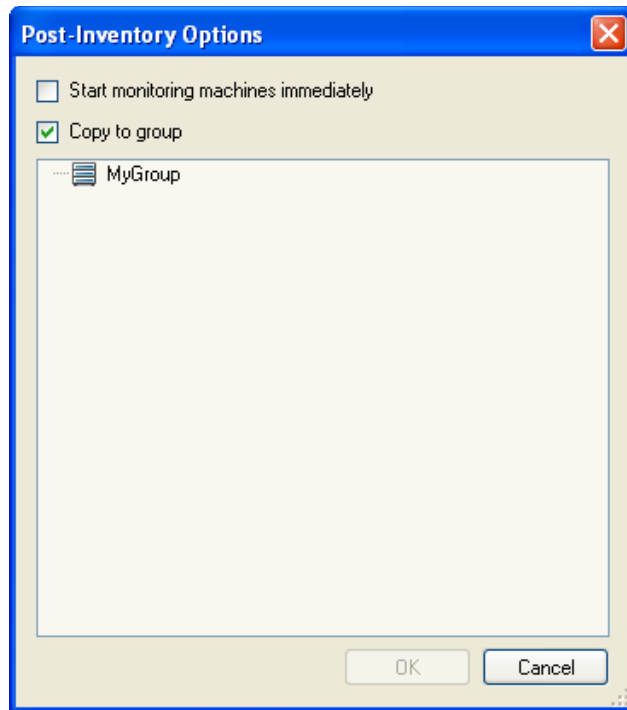 Post-Inventory Options
Start monitoring machines immediately
Copy to group
MyGroup
OK
Cancel